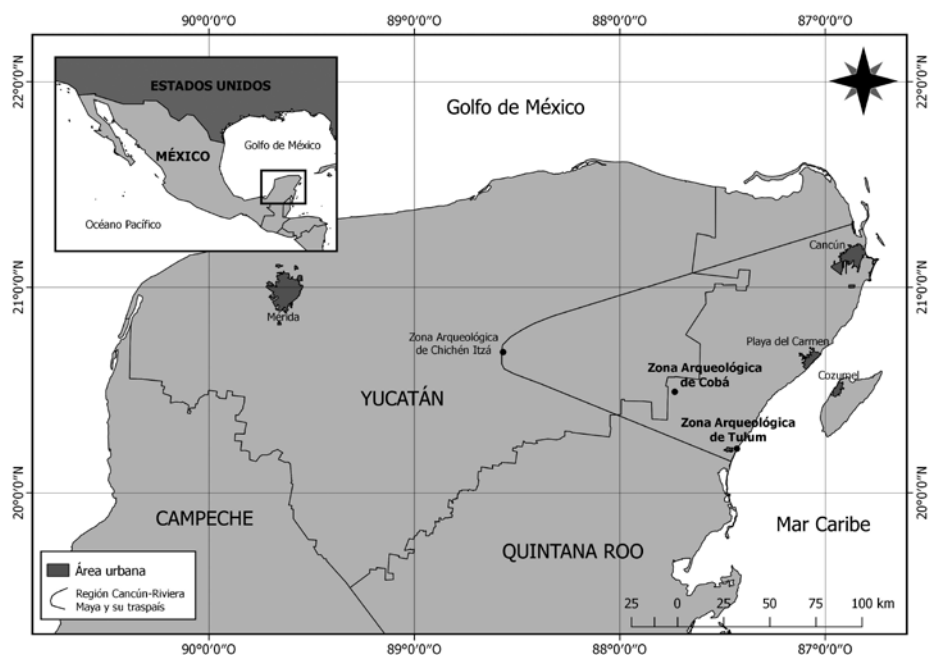 90°0'0"O
89°0'0"O
88°0'0"O
87°0'0"O
22°0'0"N
22°0'0"N
ESTADOS UNIDOS
MÉXICO
Golfo de México
Océano Pacífico
Golfo de México
Cancún
21°0'0"N
21°0'0"N
Mérida
Zona Arqueológica
de Chichén Itzá
Playa del Carmen
Zona Arqueológica
de Cobá
Cozumel
YUCATÁN
Zona Arqueológica
de Tulum
20°0'0"N
20°0'0"N
CAMPECHE
Mar Caribe
QUINTANA ROO
Área urbana
Región Cancún-Riviera
Maya y su traspaís
25 0 25 50 75 100 km
90°0'0"O
89°0'0"O
88°0'0"O
87°0'0"O